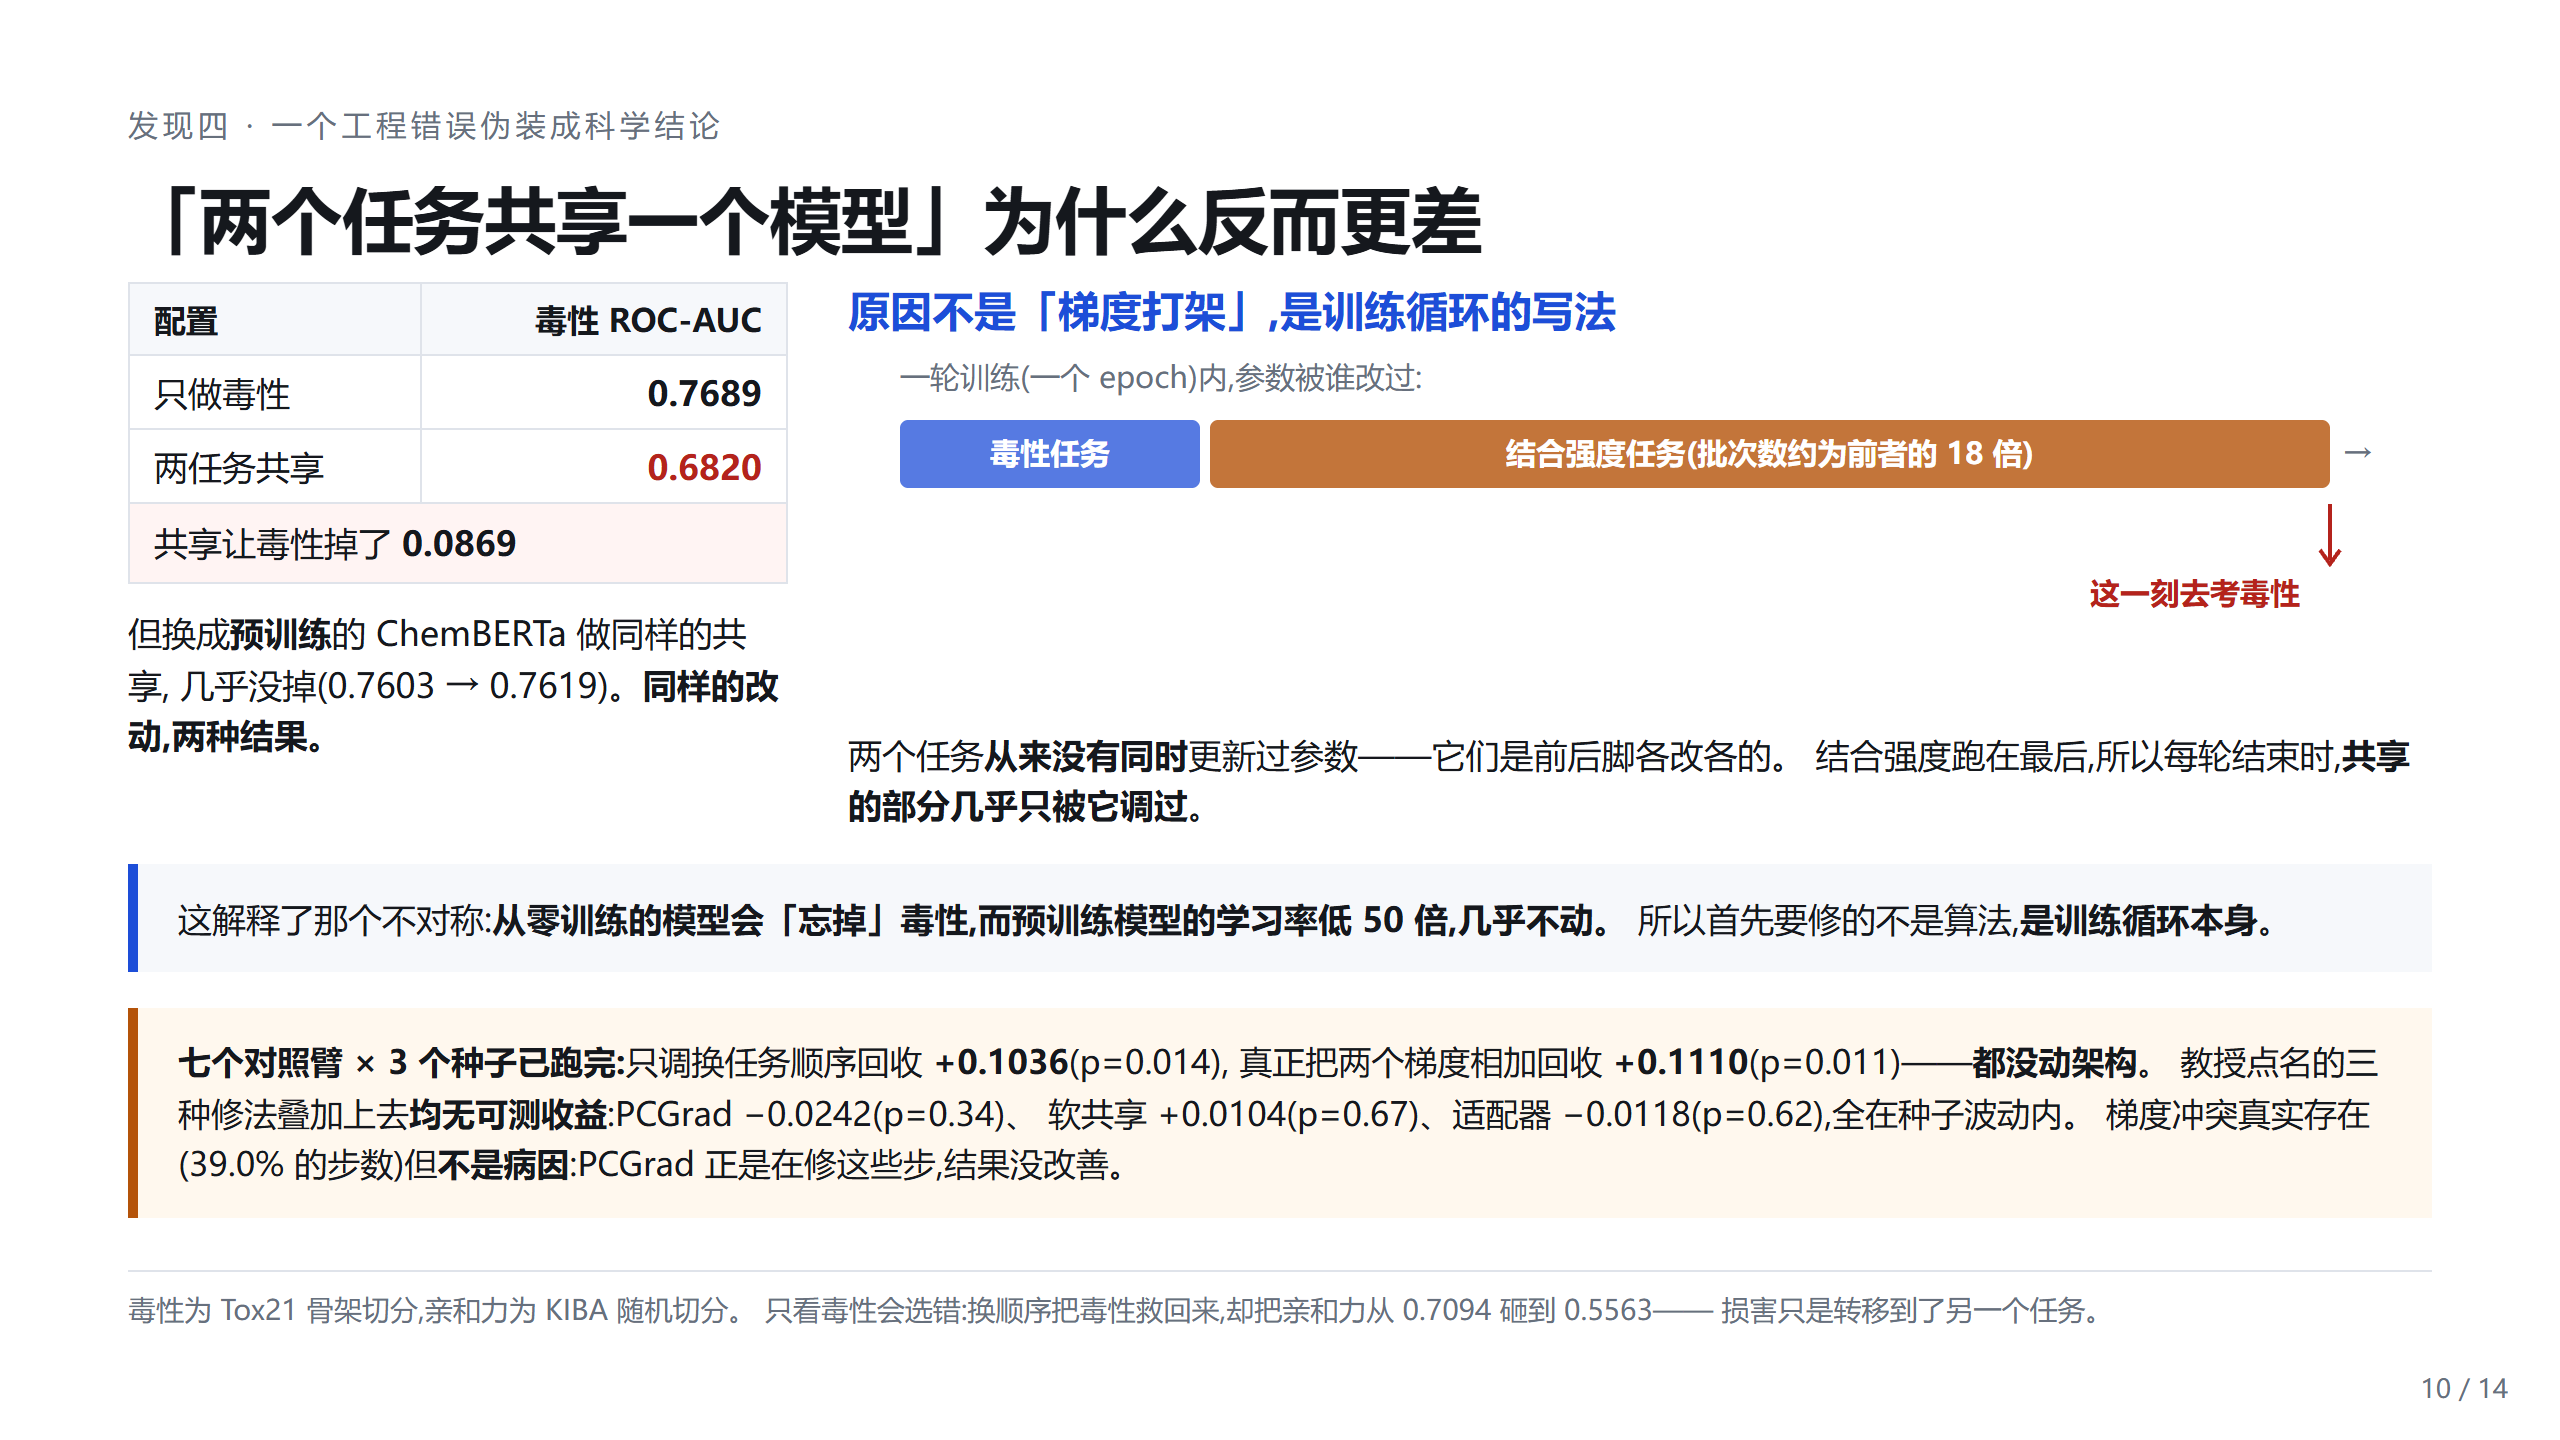 发现四 · 一个工程错误伪装成科学结论
「两个任务共享一个模型」为什么反而更差
配置 毒性 ROC-AUC
只做毒性 0.7689
两任务共享 0.6820
共享让毒性掉了 0.0869
但换成预训练的 ChemBERTa 做同样的共
享, 几乎没掉(0.7603 → 0.7619)。同样的改
动,两种结果。
原因不是「梯度打架」,是训练循环的写法
一轮训练(一个 epoch)内,参数被谁改过:
毒性任务 结合强度任务(批次数约为前者的 18 倍) →
这一刻去考毒性
两个任务从来没有同时更新过参数——它们是前后脚各改各的。 结合强度跑在最后,所以每轮结束时,共享
的部分几乎只被它调过。
这解释了那个不对称:从零训练的模型会「忘掉」毒性,而预训练模型的学习率低 50 倍,几乎不动。 所以首先要修的不是算法,是训练循环本身。
七个对照臂 × 3 个种子已跑完:只调换任务顺序回收 +0.1036(p=0.014), 真正把两个梯度相加回收 +0.1110(p=0.011)——都没动架构。 教授点名的三
种修法叠加上去均无可测收益:PCGrad −0.0242(p=0.34)、 软共享 +0.0104(p=0.67)、适配器 −0.0118(p=0.62),全在种子波动内。 梯度冲突真实存在
(39.0% 的步数)但不是病因:PCGrad 正是在修这些步,结果没改善。
毒性为 Tox21 骨架切分,亲和力为 KIBA 随机切分。 只看毒性会选错:换顺序把毒性救回来,却把亲和力从 0.7094 砸到 0.5563—— 损害只是转移到了另一个任务。
10 / 14